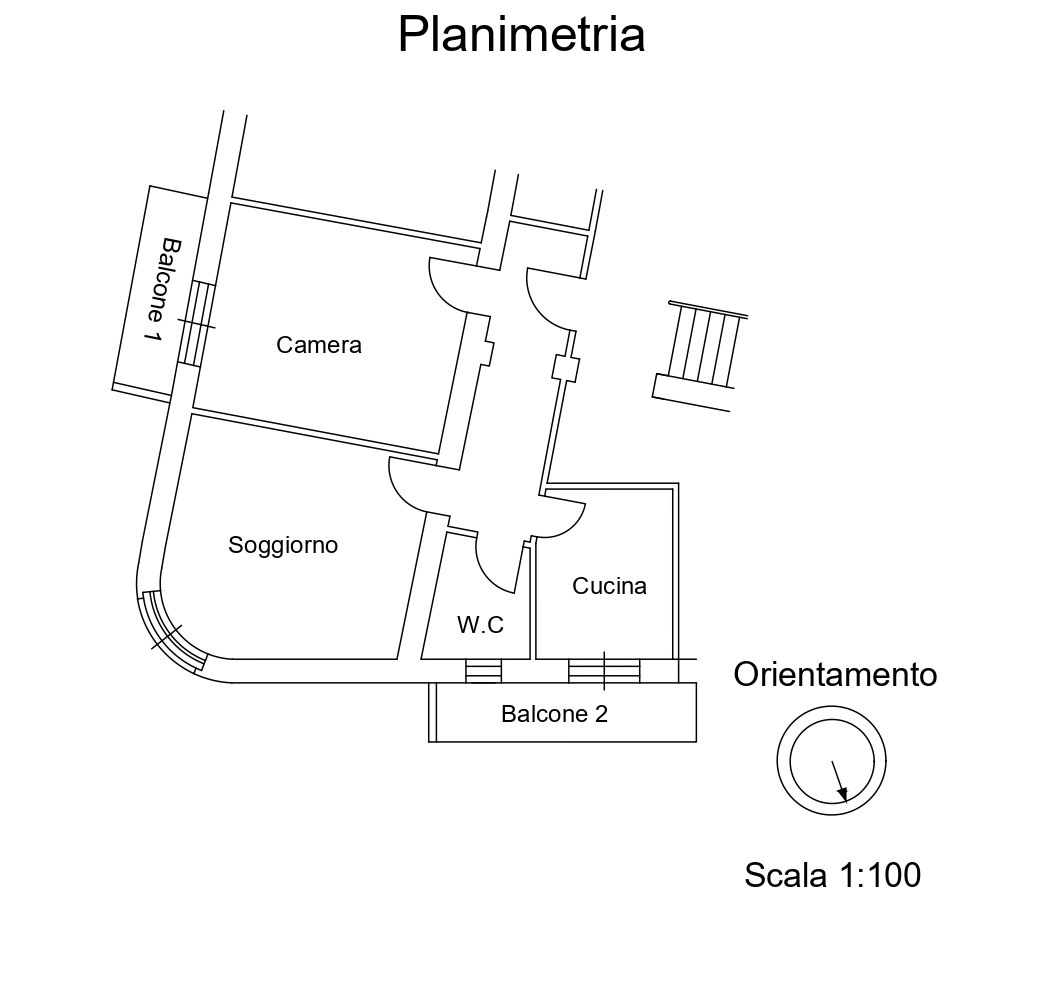 Planimetria
Balcone 1
Camera
Soggiorno
Cucina
W.C
Balcone 2
Orientamento
Scala 1:100